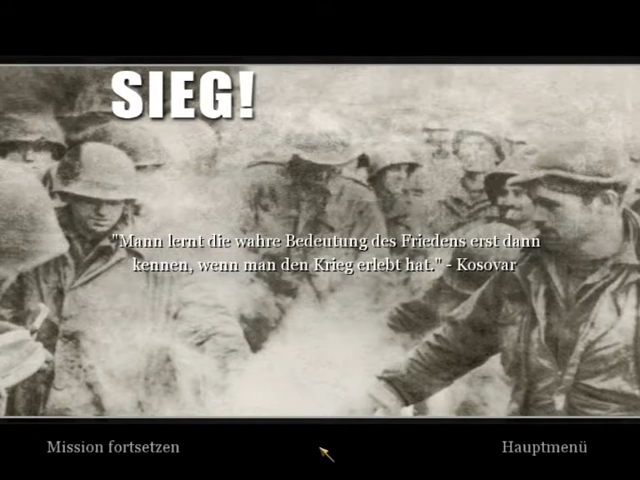 SIEG!
"Mann lernt die wahre Bedeutung des Friedens erst dann
kennen, wenn man den Krieg erlebt hat." - Kosovar
Mission fortsetzen
Hauptmenü